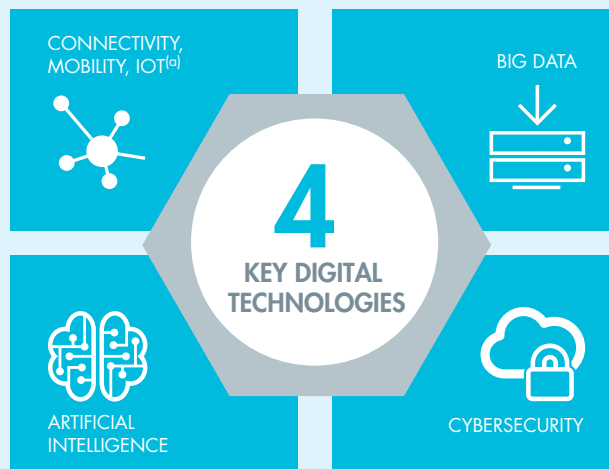 CONNECTIVITY,
MOBILITY, IOT(a)
BIG DATA
4
KEY DIGITAL
TECHNOLOGIES
ARTIFICIAL
INTELLIGENCE
CYBERSECURITY